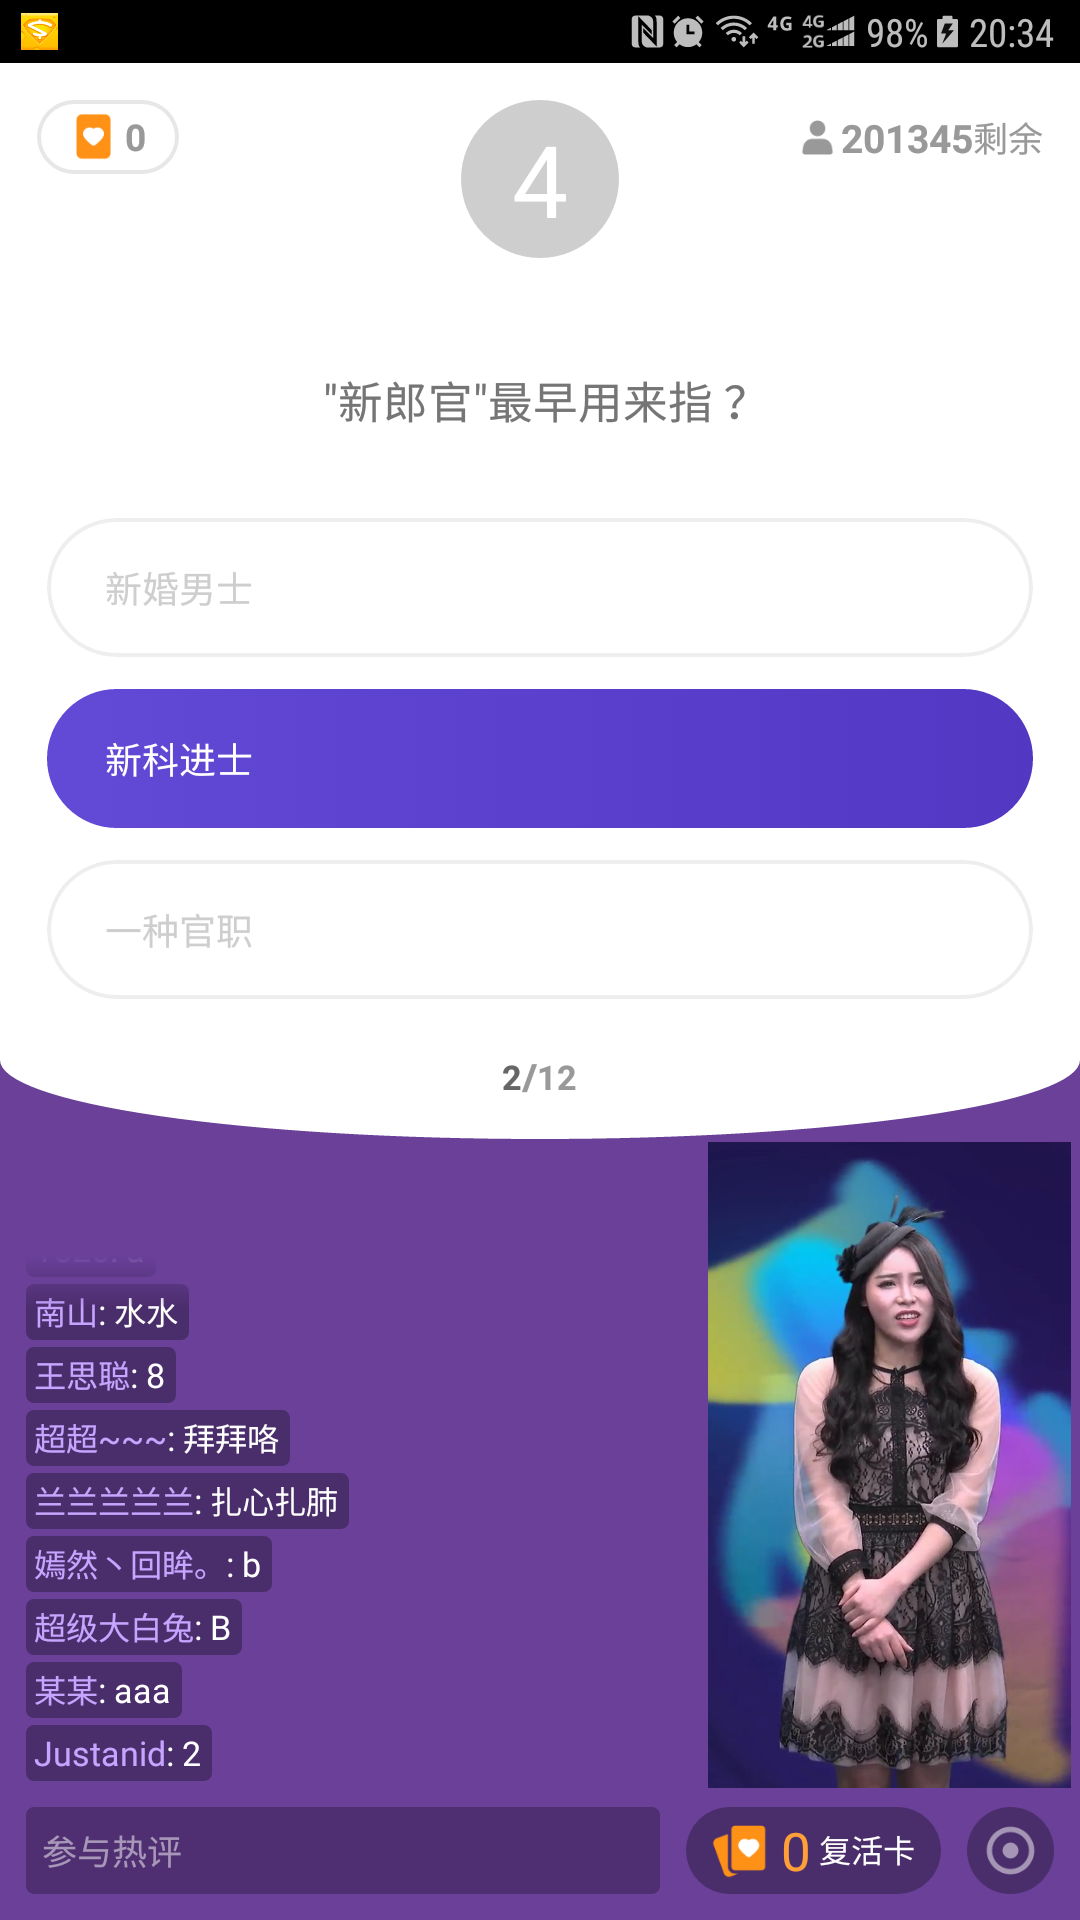 4G 4G 2G 98% 20:34
0
4
201345剩余
"新郎官"最早用来指？
新婚男士
新科进士
一种官职
2/12
南山: 水水
王思聪: 8
超超~~~: 拜拜咯
兰兰兰兰兰: 扎心扎肺
嫣然丶回眸。: b
超级大白兔: B
某某: aaa
Justanid: 2
参与热评
0 复活卡